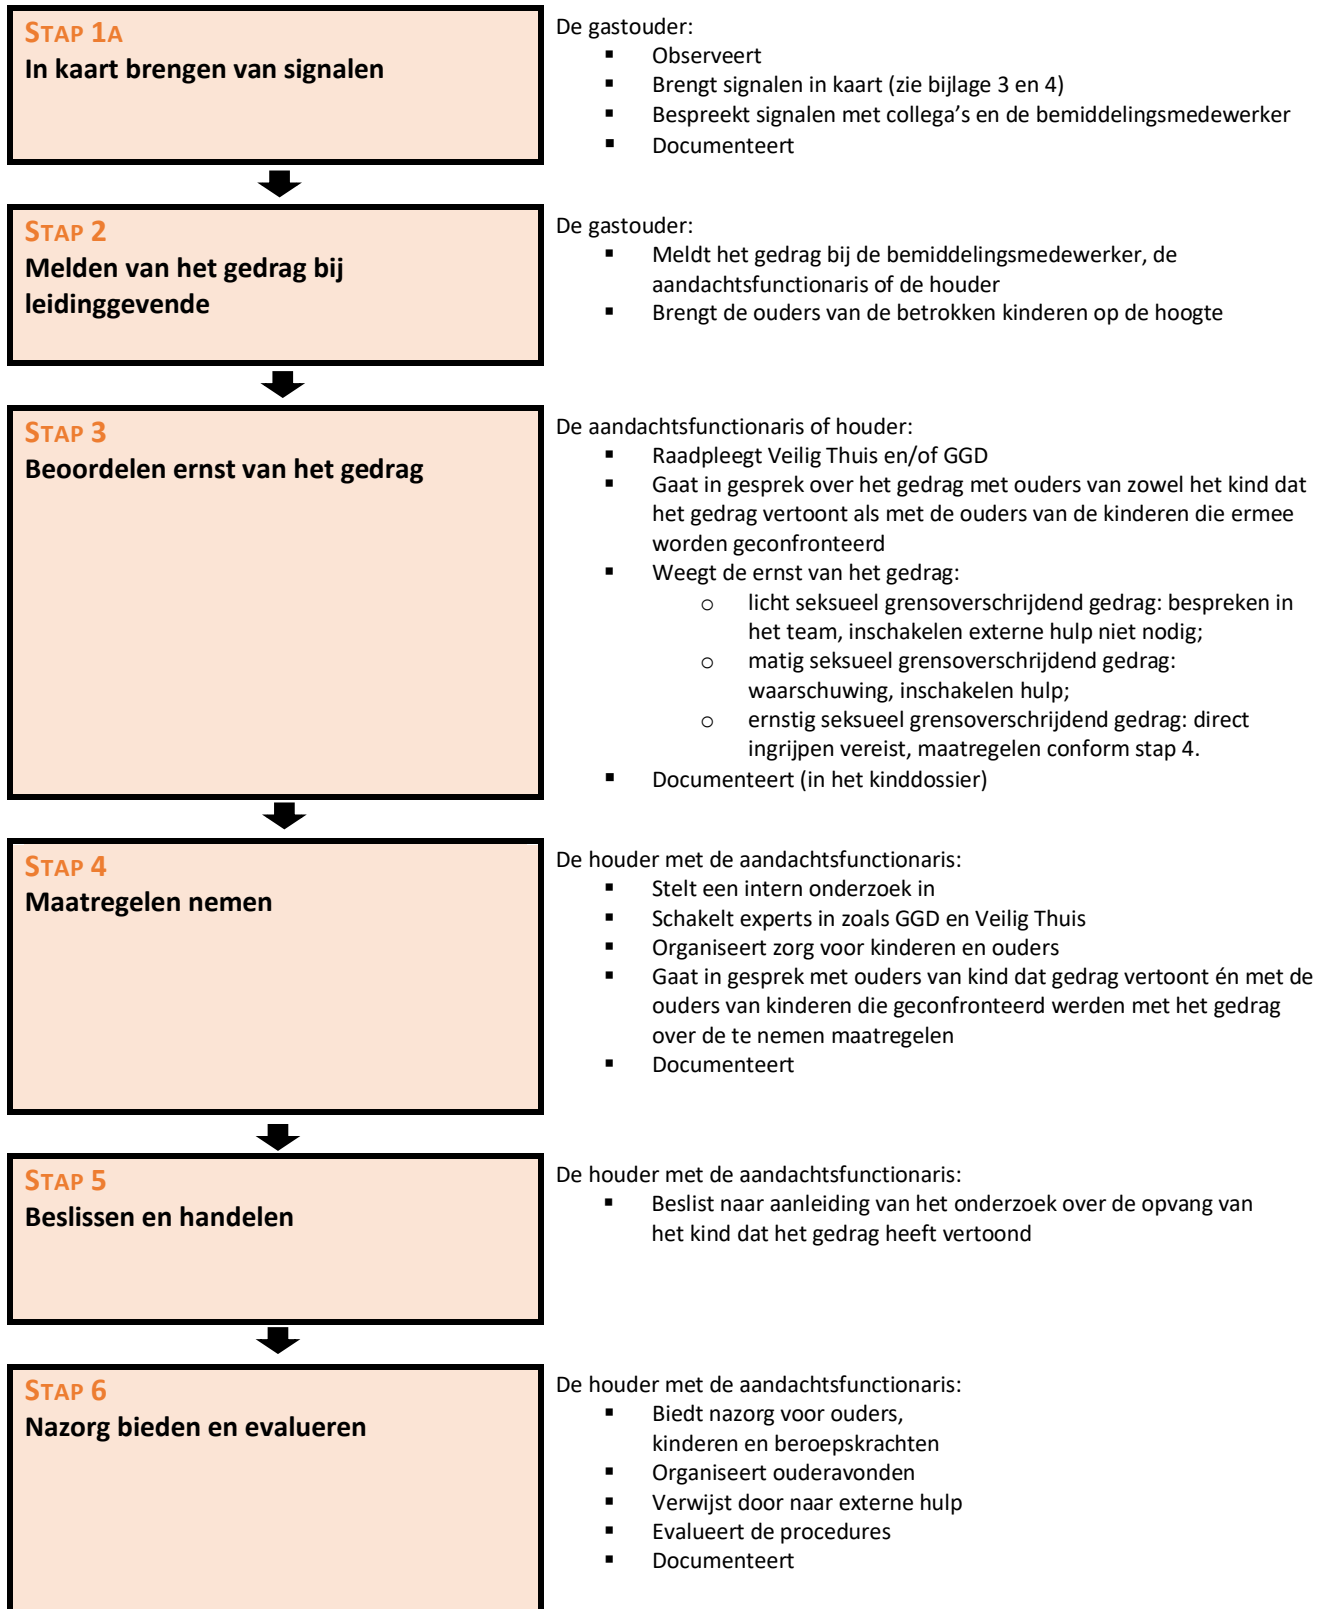 STAP 1A
In kaart brengen van signalen
De gastouder:
▪ Observeert
▪ Brengt signalen in kaart (zie bijlage 3 en 4)
▪ Bespreekt signalen met collega’s en de bemiddelingsmedewerker
▪ Documenteert
STAP 2
Melden van het gedrag bij
leidinggevende
De gastouder:
▪ Meldt het gedrag bij de bemiddelingsmedewerker, de
aandachtsfunctionaris of de houder
▪ Brengt de ouders van de betrokken kinderen op de hoogte
STAP 3
Beoordelen ernst van het gedrag
De aandachtsfunctionaris of houder:
▪ Raadpleegt Veilig Thuis en/of GGD
▪ Gaat in gesprek over het gedrag met ouders van zowel het kind dat
het gedrag vertoont als met de ouders van de kinderen die ermee
worden geconfronteerd
▪ Weegt de ernst van het gedrag:
o licht seksueel grensoverschrijdend gedrag: bespreken in
het team, inschakelen externe hulp niet nodig;
o matig seksueel grensoverschrijdend gedrag:
waarschuwing, inschakelen hulp;
o ernstig seksueel grensoverschrijdend gedrag: direct
ingrijpen vereist, maatregelen conform stap 4.
▪ Documenteert (in het kinddossier)
STAP 4
Maatregelen nemen
De houder met de aandachtsfunctionaris:
▪ Stelt een intern onderzoek in
▪ Schakelt experts in zoals GGD en Veilig Thuis
▪ Organiseert zorg voor kinderen en ouders
▪ Gaat in gesprek met ouders van kind dat gedrag vertoont én met de
ouders van kinderen die geconfronteerd werden met het gedrag
over de te nemen maatregelen
▪ Documenteert
STAP 5
Beslissen en handelen
De houder met de aandachtsfunctionaris:
▪ Beslist naar aanleiding van het onderzoek over de opvang van
het kind dat het gedrag heeft vertoond
STAP 6
Nazorg bieden en evalueren
De houder met de aandachtsfunctionaris:
▪ Biedt nazorg voor ouders,
kinderen en beroepskrachten
▪ Organiseert ouderavonden
▪ Verwijst door naar externe hulp
▪ Evalueert de procedures
▪ Documenteert